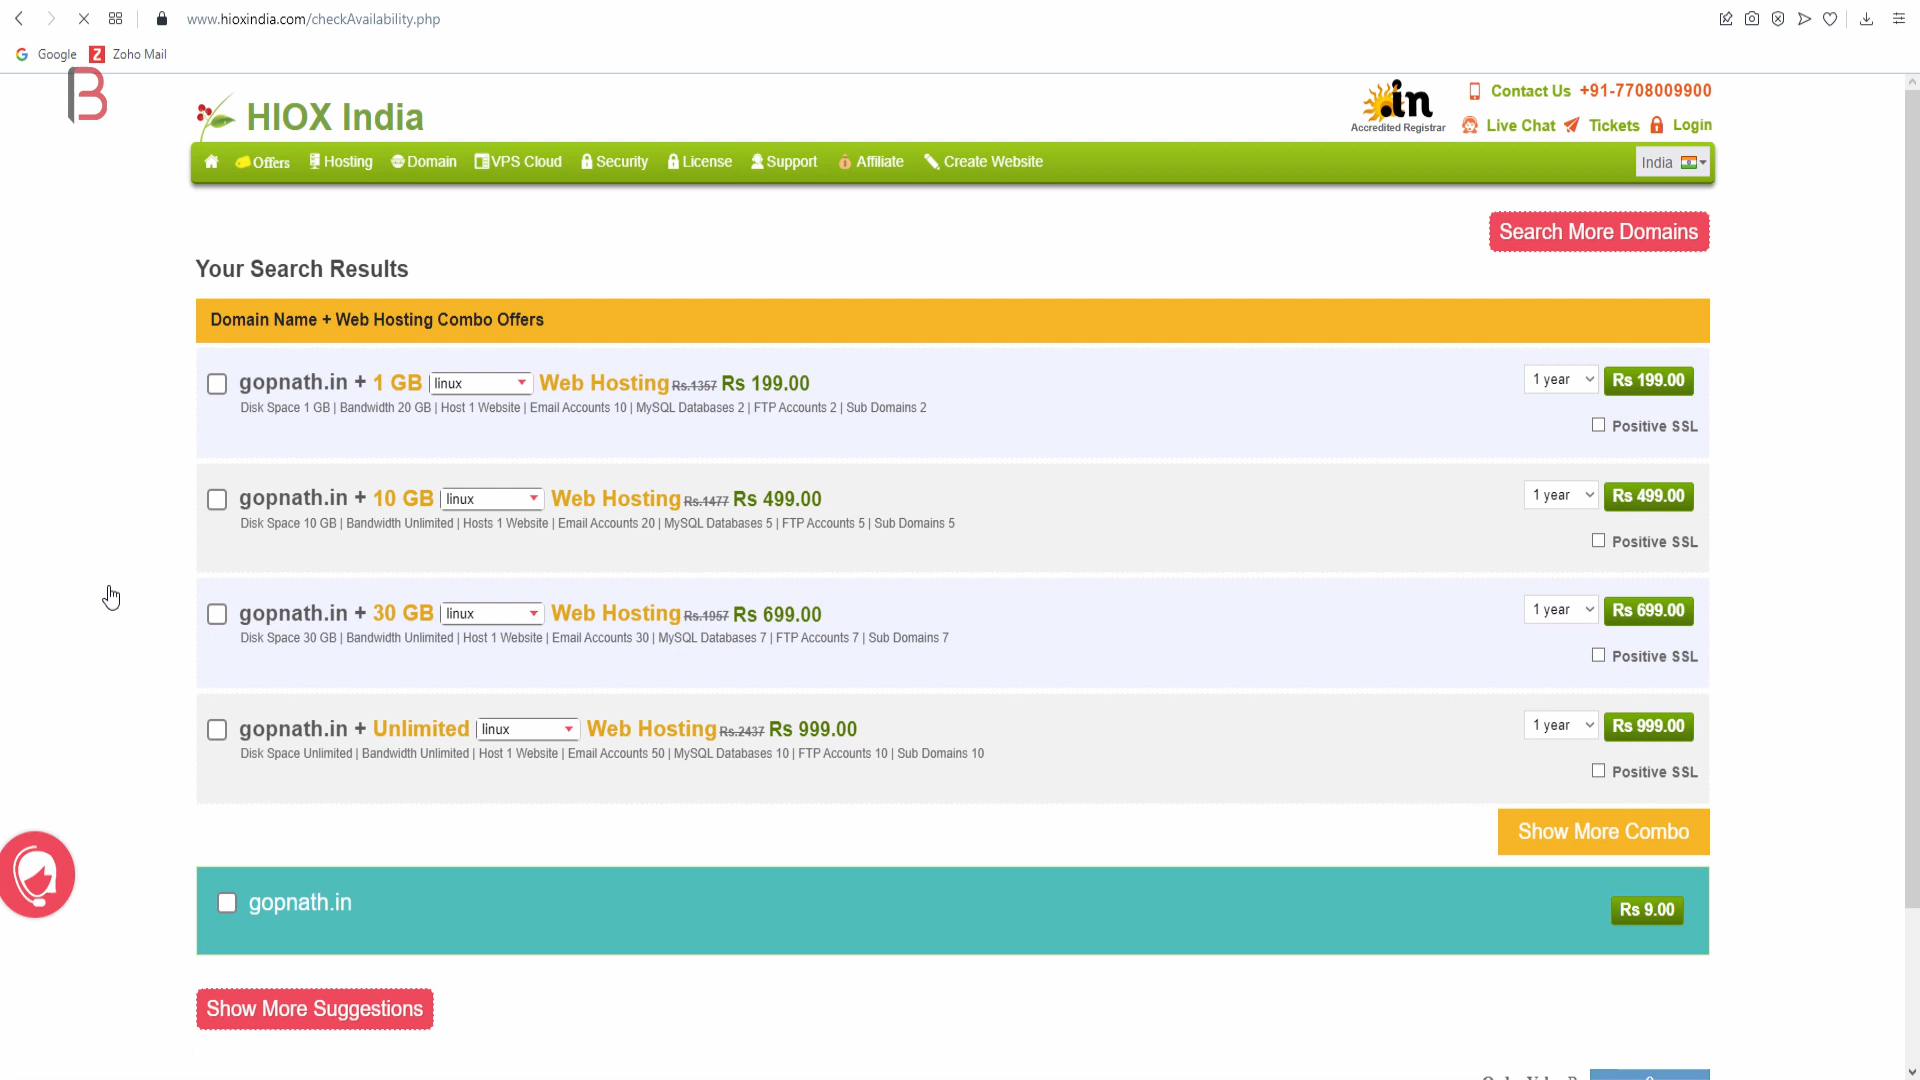 www.hioxindia.com/checkAvailability.php
Google Z Zoho Mail
B
HIOX India
.in
Accredited Registrar
Contact Us +91-7708009900
Live Chat Tickets Login
Offers Hosting Domain VPS Cloud Security License Support Affiliate Create Website
India
Search More Domains
Your Search Results
Domain Name + Web Hosting Combo Offers
gopnath.in + 1 GB linux Web Hosting Rs.1357 Rs 199.00 1 year Rs 199.00
Disk Space 1 GB | Bandwidth 20 GB | Host 1 Website | Email Accounts 10 | MySQL Databases 2 | FTP Accounts 2 | Sub Domains 2
Positive SSL
gopnath.in + 10 GB linux Web Hosting Rs.1477 Rs 499.00 1 year Rs 499.00
Disk Space 10 GB | Bandwidth Unlimited | Hosts 1 Website | Email Accounts 20 | MySQL Databases 5 | FTP Accounts 5 | Sub Domains 5
Positive SSL
gopnath.in + 30 GB linux Web Hosting Rs.1957 Rs 699.00 1 year Rs 699.00
Disk Space 30 GB | Bandwidth Unlimited | Host 1 Website | Email Accounts 30 | MySQL Databases 7 | FTP Accounts 7 | Sub Domains 7
Positive SSL
gopnath.in + Unlimited linux Web Hosting Rs.2437 Rs 999.00 1 year Rs 999.00
Disk Space Unlimited | Bandwidth Unlimited | Host 1 Website | Email Accounts 50 | MySQL Databases 10 | FTP Accounts 10 | Sub Domains 10
Positive SSL
Show More Combo
gopnath.in Rs 9.00
Show More Suggestions